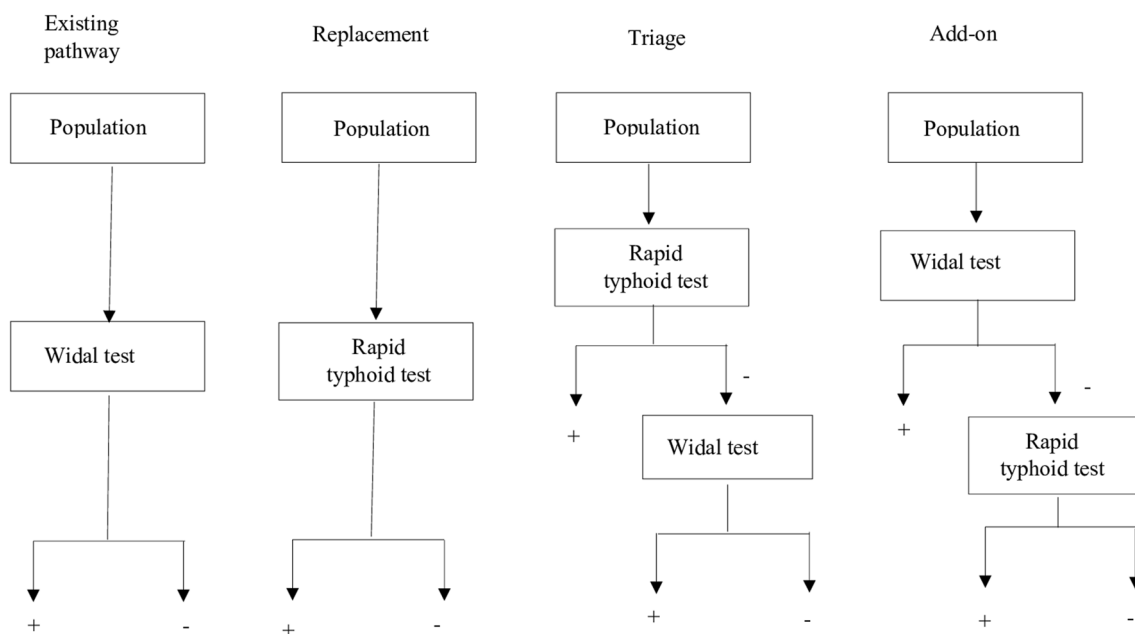 Existing
pathway
Replacement
Triage
Add-on
Population
Population
Population
Population
Rapid
typhoid test
Widal test
Widal test
Rapid
typhoid test
-
-
+
+
Widal test
Rapid
typhoid test
+
-
+
-
+
-
+
-